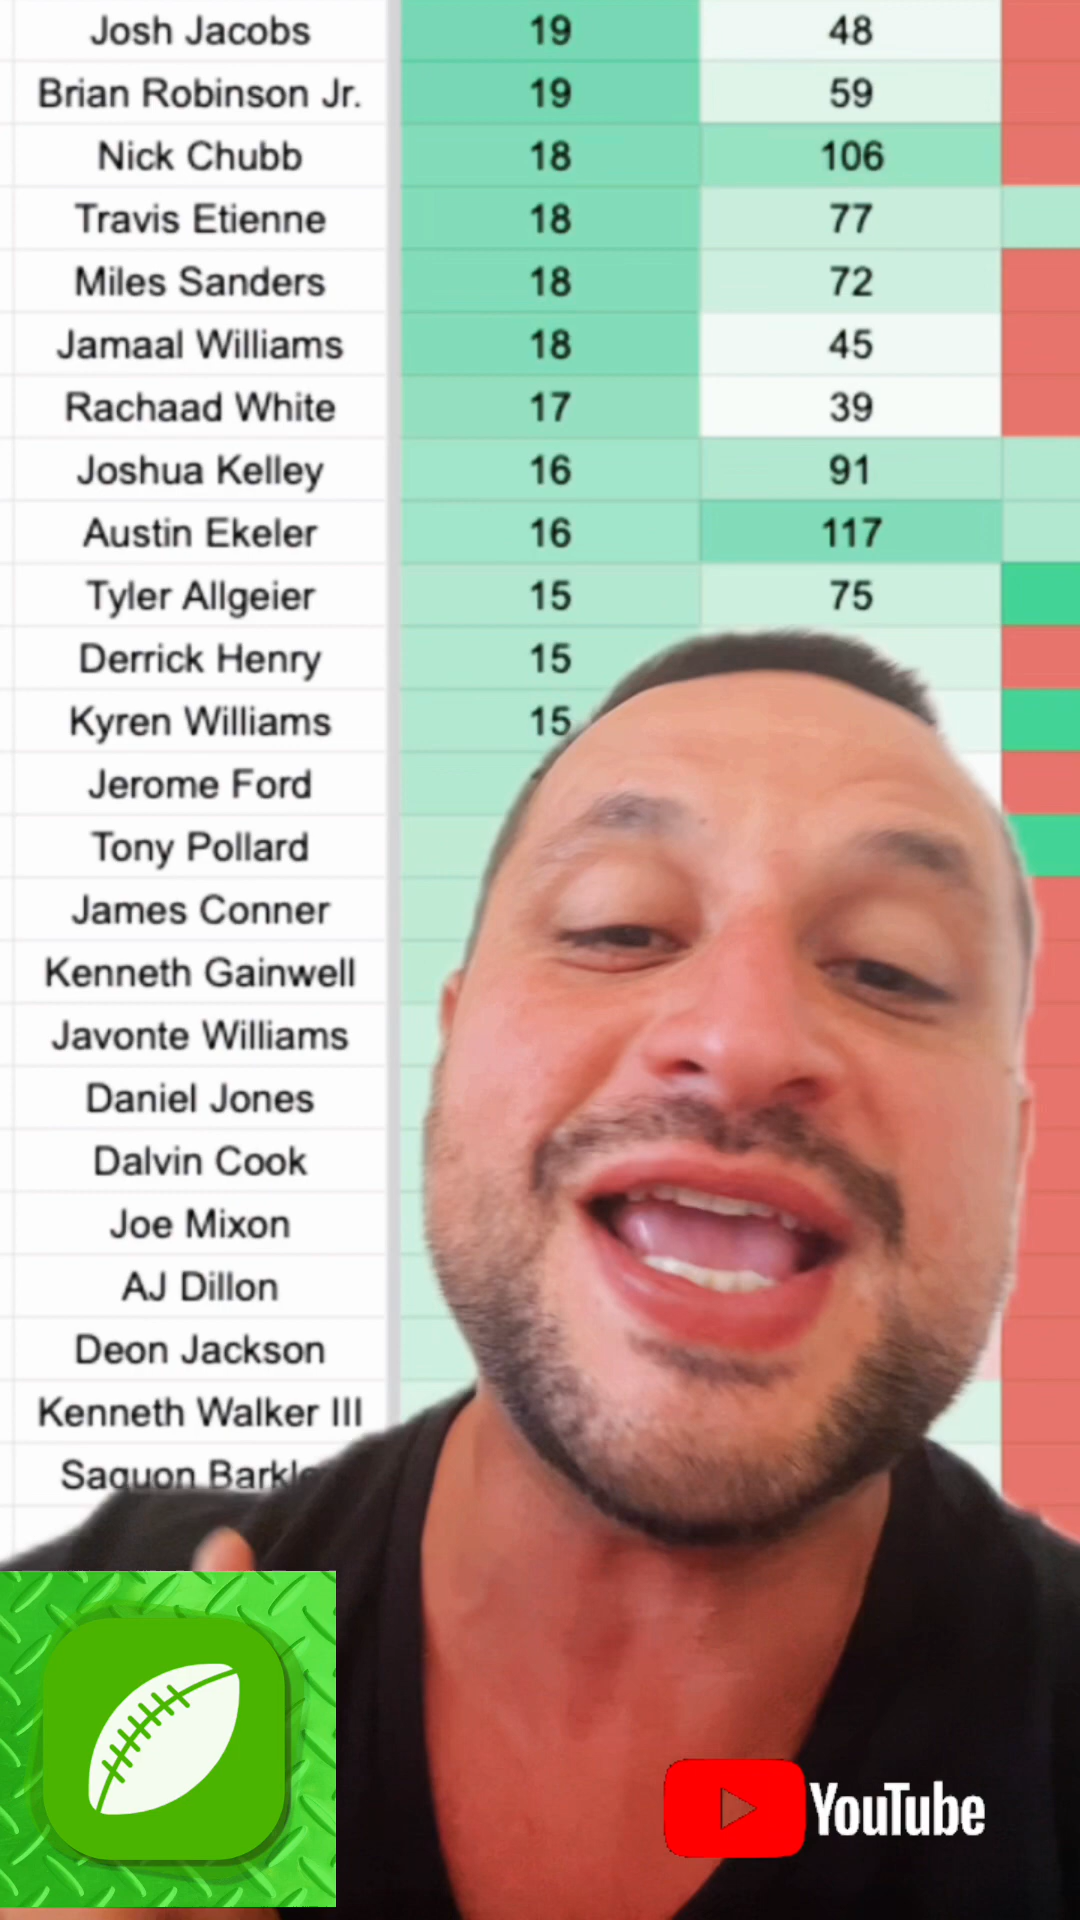 Josh Jacobs 19 48
Brian Robinson Jr. 19 59
Nick Chubb 18 106
Travis Etienne 18 77
Miles Sanders 18 72
Jamaal Williams 18 45
Rachaad White 17 39
Joshua Kelley 16 91
Austin Ekeler 16 117
Tyler Allgeier 15 75
Derrick Henry 15
Kyren Williams 15
Jerome Ford
Tony Pollard
James Conner
Kenneth Gainwell
Javonte Williams
Daniel Jones
Dalvin Cook
Joe Mixon
AJ Dillon
Deon Jackson
Kenneth Walker III
Saquon
YouTube